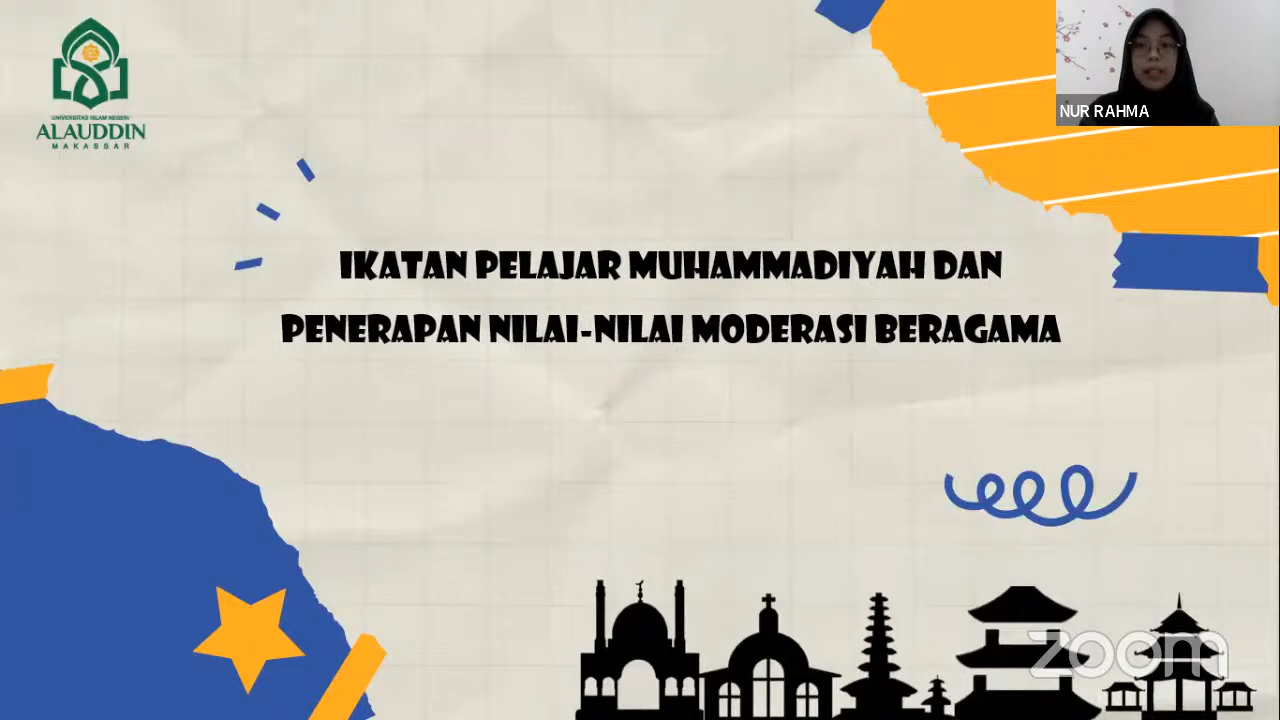 UNIVERSITAS ISLAM NEGERI
ALAUDDIN
MAKASSAR
NUR RAHMA
IKATAN PELAJAR MUHAMMADIYAH DAN
PENERAPAN NILAI-NILAI MODERASI BERAGAMA
zoom